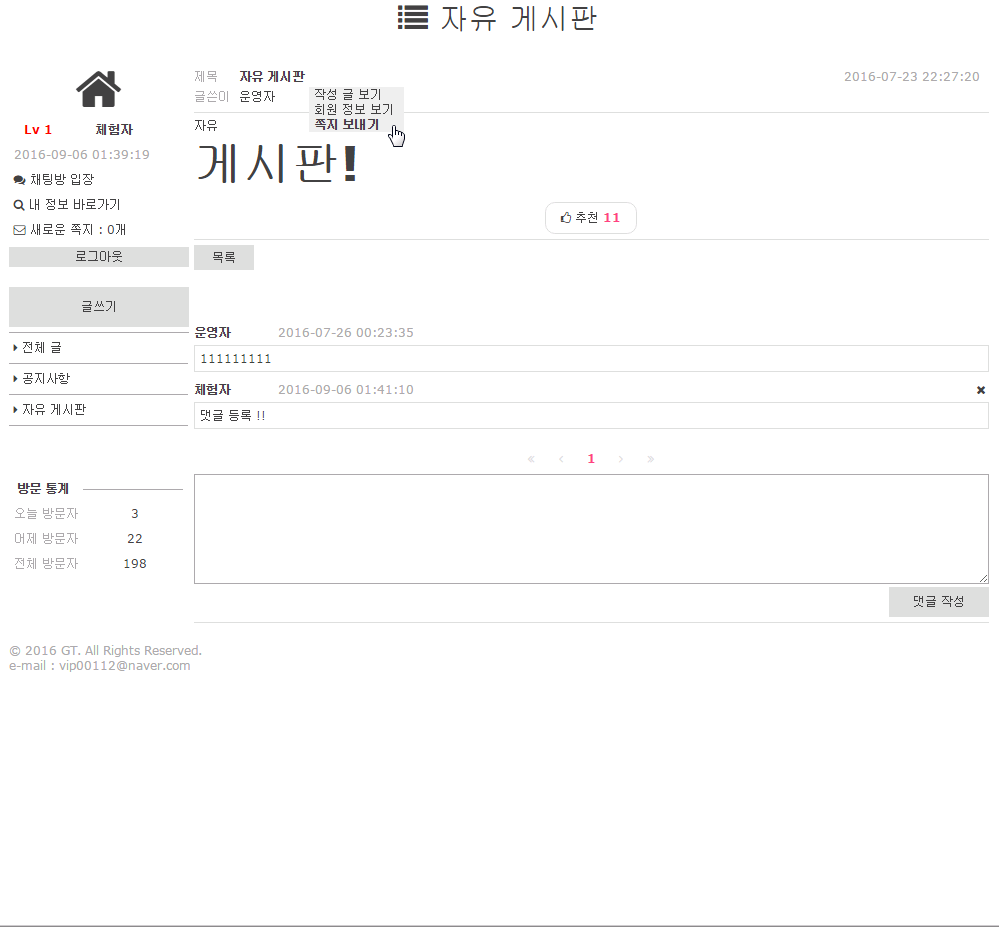 자유 게시판
Lv 1 체험자
2016-09-06 01:39:19
채팅방 입장
내 정보 바로가기
새로운 쪽지 : 0개
로그아웃
글쓰기
전체 글
공지사항
자유 게시판
방문 통계
오늘 방문자 3
어제 방문자 22
전체 방문자 198
제목 자유 게시판 2016-07-23 22:27:20
글쓴이 운영자
작성 글 보기
회원 정보 보기
쪽지 보내기
자유
게시판!
추천 11
목록
운영자 2016-07-26 00:23:35
111111111
체험자 2016-09-06 01:41:10
댓글 등록 !!
« ‹ 1 › »
댓글 작성
© 2016 GT. All Rights Reserved.
e-mail : vip00112@naver.com